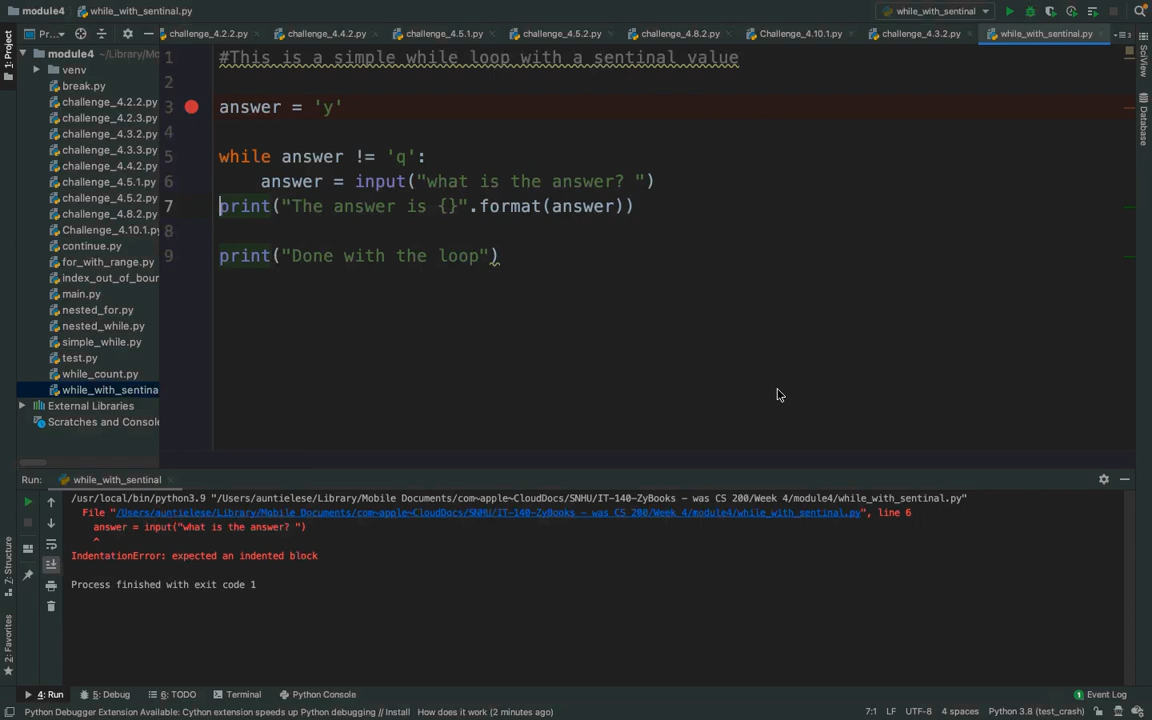 module4 while_with_sentinal.py while_with_sentinal
1: Project
Pr...
challenge_4.2.2.py challenge_4.4.2.py challenge_4.5.1.py challenge_4.5.2.py challenge_4.8.2.py Challenge_4.10.1.py challenge_4.3.2.py while_with_sentinal.py
module4 ~/Library/Mo
venv
break.py
challenge_4.2.2.py
challenge_4.2.3.py
challenge_4.3.2.py
challenge_4.3.3.py
challenge_4.4.2.py
challenge_4.5.1.py
challenge_4.5.2.py
challenge_4.8.2.py
Challenge_4.10.1.py
continue.py
for_with_range.py
index_out_of_boun
main.py
nested_for.py
nested_while.py
simple_while.py
test.py
while_count.py
while_with_sentina
External Libraries
Scratches and Console
1 #This is a simple while loop with a sentinal value
2
3 answer = 'y'
4
5 while answer != 'q':
6 answer = input("what is the answer? ")
7 print("The answer is {}".format(answer))
8
9 print("Done with the loop")
SciView
Database
Run: while_with_sentinal
/usr/local/bin/python3.9 "/Users/auntielese/Library/Mobile Documents/com~apple~CloudDocs/SNHU/IT-140-ZyBooks - was CS 200/Week 4/module4/while_with_sentinal.py"
File "/Users/auntielese/Library/Mobile Documents/com~apple~CloudDocs/SNHU/IT-140-ZyBooks - was CS 200/Week 4/module4/while_with_sentinal.py", line 6
answer = input("what is the answer? ")
^
IndentationError: expected an indented block
Process finished with exit code 1
Z: Structure
2: Favorites
4: Run 5: Debug 6: TODO Terminal Python Console 1 Event Log
Python Debugger Extension Available: Cython extension speeds up Python debugging // Install How does it work (2 minutes ago) 7:1 LF UTF-8 4 spaces Python 3.8 (test_crash)